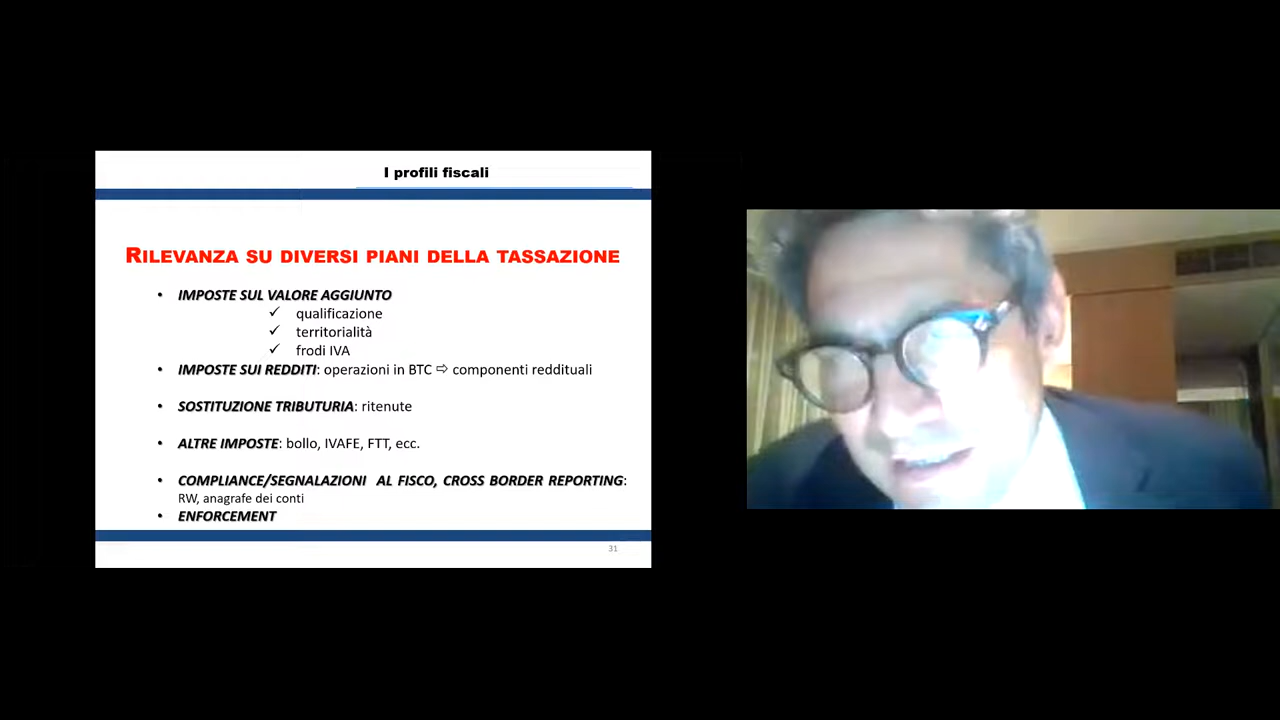 I profili fiscali
RILEVANZA SU DIVERSI PIANI DELLA TASSAZIONE
• IMPOSTE SUL VALORE AGGIUNTO
✓ qualificazione
✓ territorialità
✓ frodi IVA
• IMPOSTE SUI REDDITI: operazioni in BTC ⇨ componenti reddituali
• SOSTITUZIONE TRIBUTURIA: ritenute
• ALTRE IMPOSTE: bollo, IVAFE, FTT, ecc.
• COMPLIANCE/SEGNALAZIONI AL FISCO, CROSS BORDER REPORTING:
RW, anagrafe dei conti
• ENFORCEMENT
31